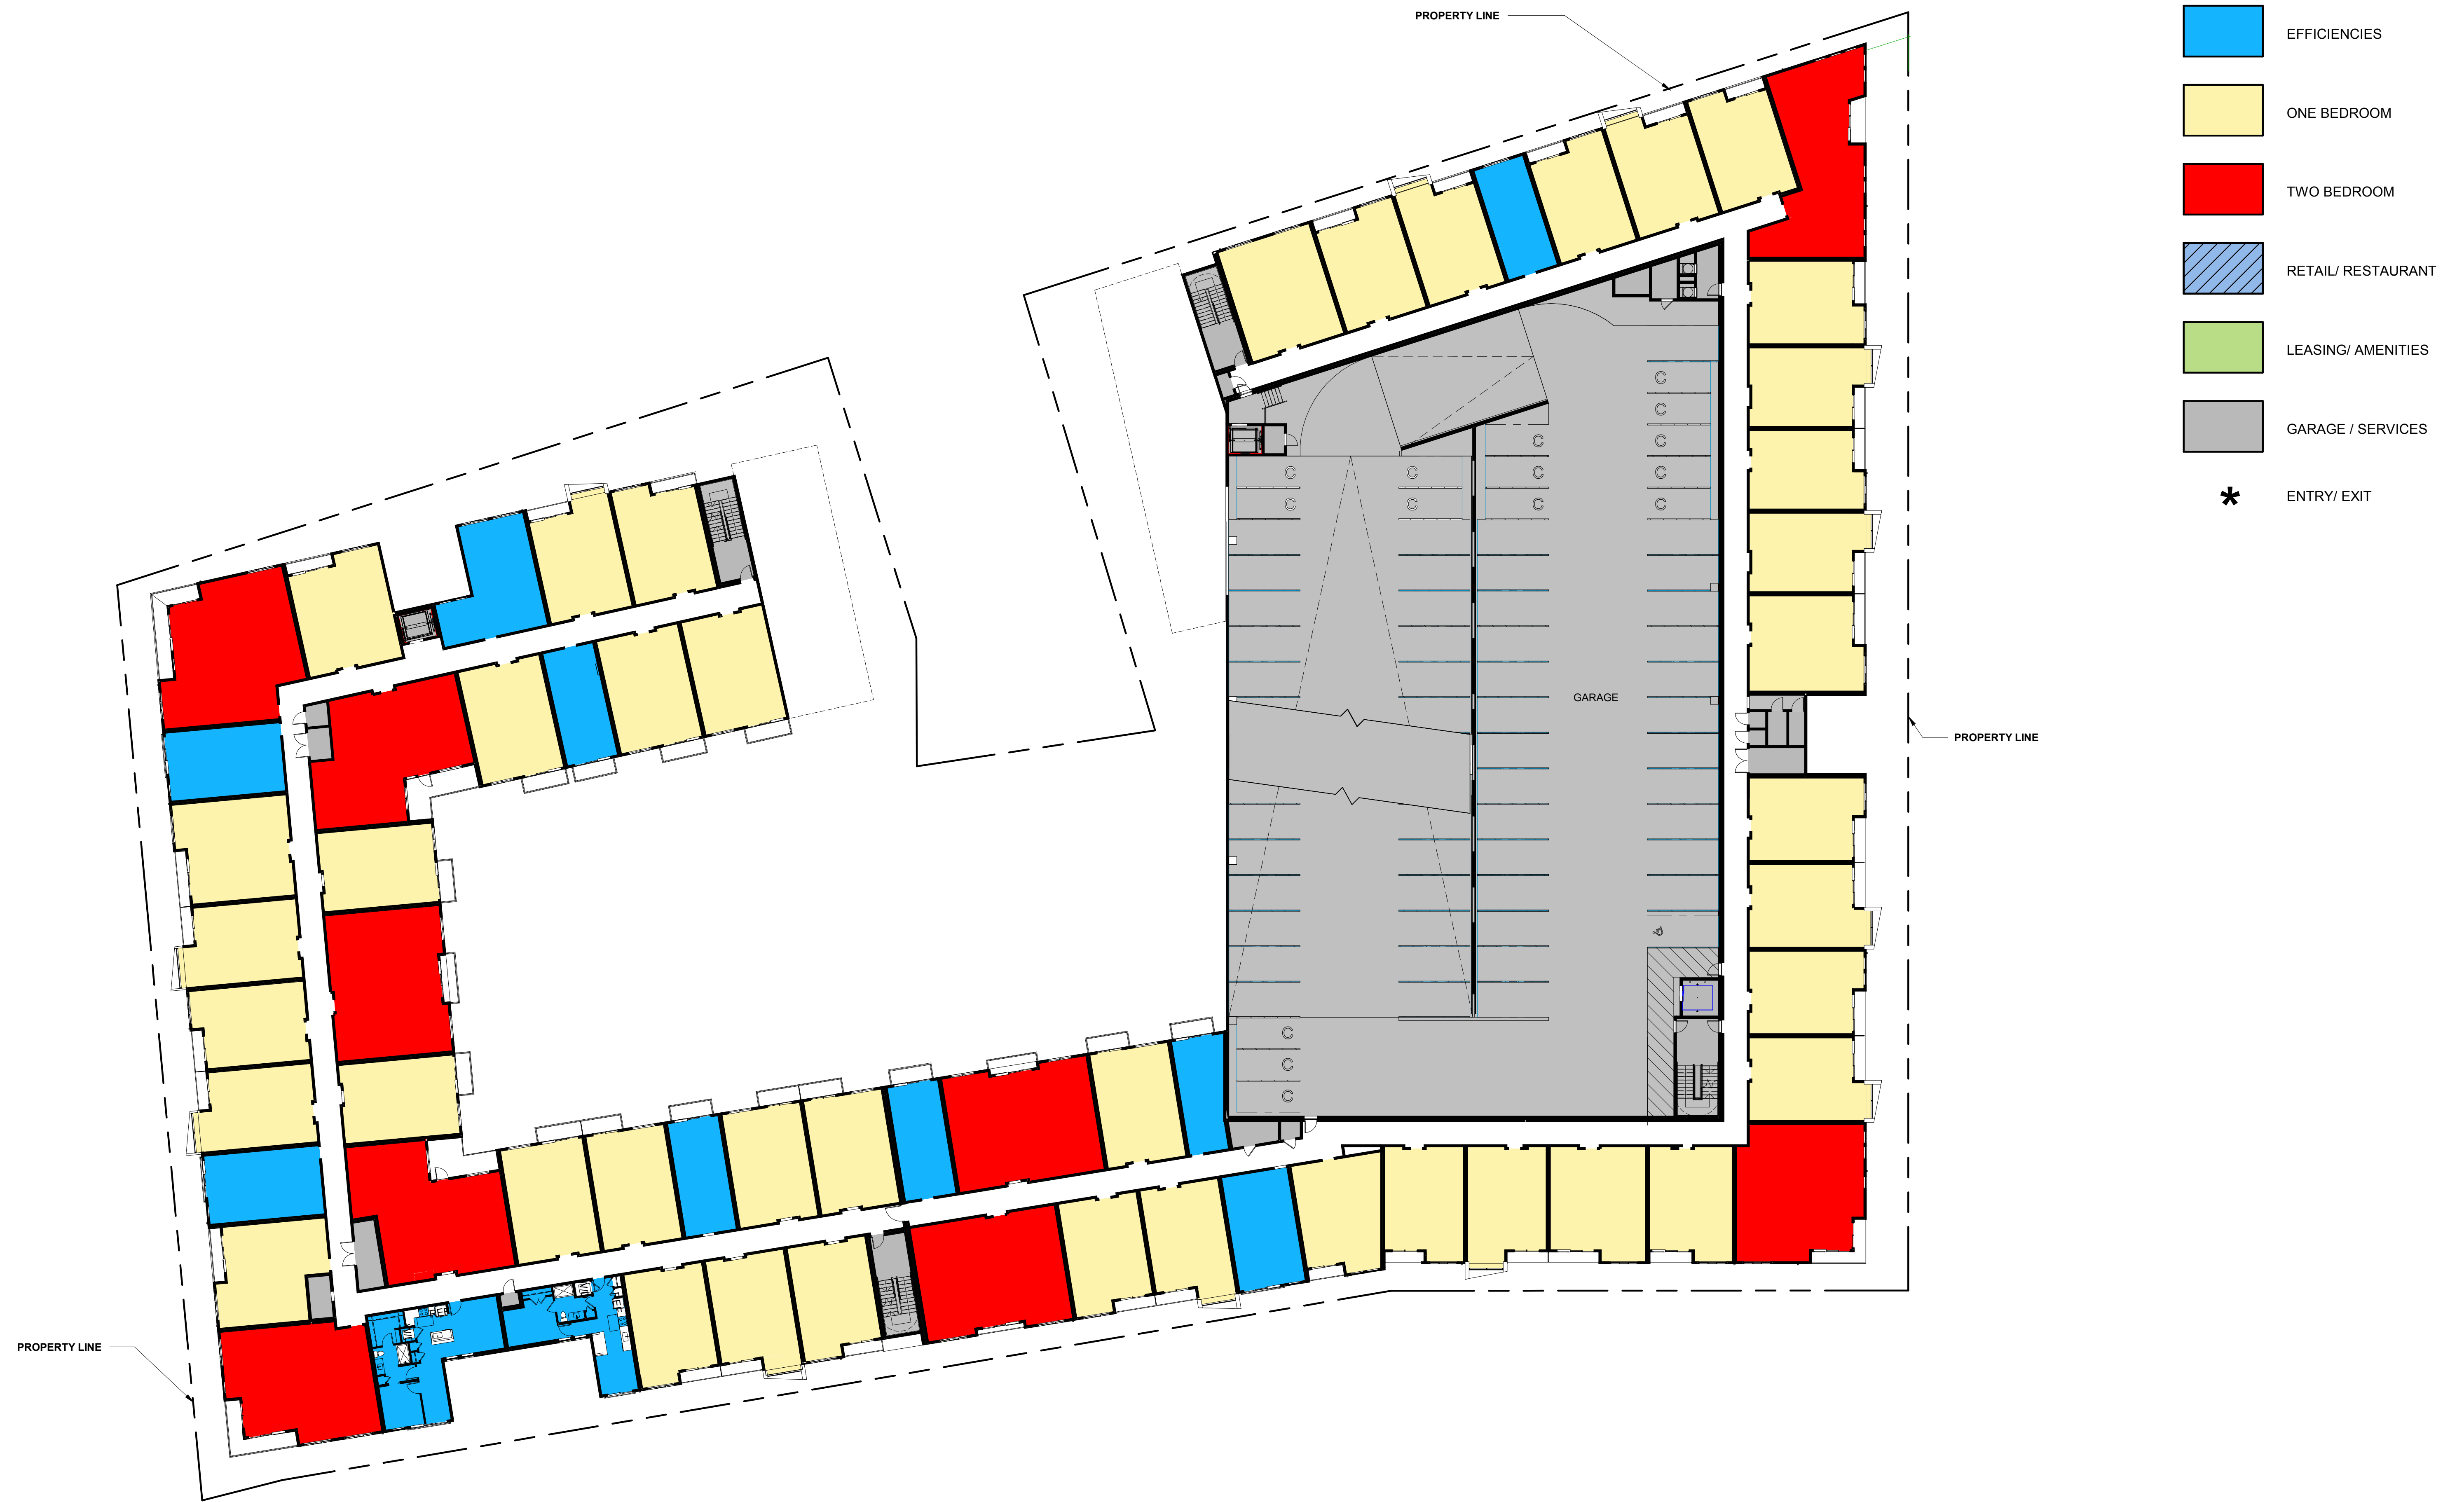 PROPERTY LINE
EFFICIENCIES
ONE BEDROOM
TWO BEDROOM
RETAIL/ RESTAURANT
LEASING/ AMENITIES
GARAGE / SERVICES
* ENTRY/ EXIT
C
C
C
C
C
C
C
C
C
C
C
C
GARAGE
PROPERTY LINE
C
C
C
REF
PROPERTY LINE